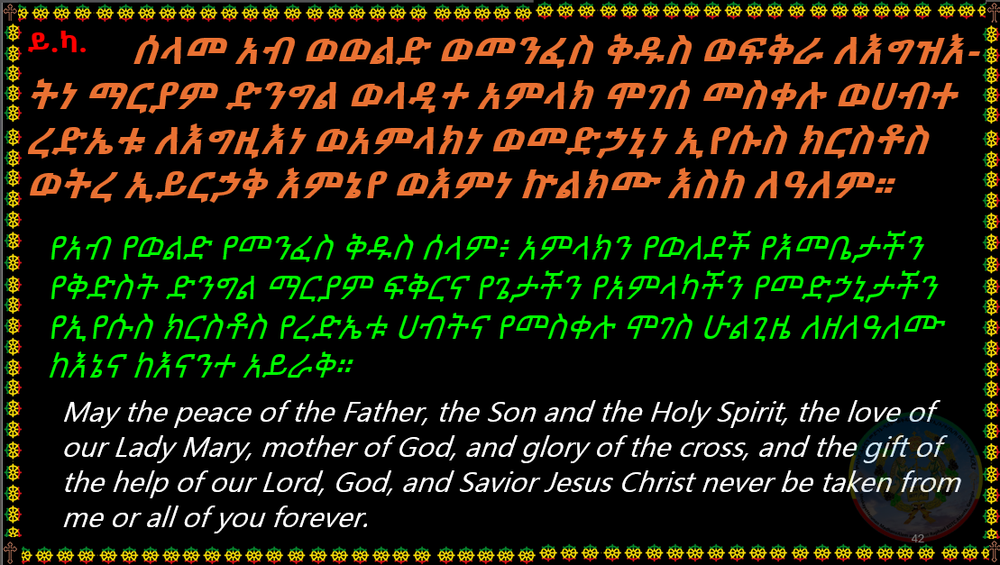 ይ.ካ. ሰላመ አብ ወወልድ ወመንፈስ ቅዱስ ወፍቅራ ለእግዝእ-
ትነ ማርያም ድንግል ወላዲተ አምላክ ሞገሰ መስቀሉ ወሀብተ
ረድኤቱ ለእግዚእነ ወአምላክነ ወመድኃኒነ ኢየሱስ ክርስቶስ
ወትረ ኢይርኃቅ እምኔየ ወእምነ ኵልክሙ እስከ ለዓለም።
የአብ የወልድ የመንፈስ ቅዱስ ሰላም፥ አምላክን የወለደች የእመቤታችን
የቅድስት ድንግል ማርያም ፍቅርና የጌታችን የአምላካችን የመድኃኒታችን
የኢየሱስ ክርስቶስ የረድኤቱ ሀብትና የመስቀሉ ሞገስ ሁልጊዜ ለዘለዓለሙ
ከእኔና ከእናንተ አይራቅ።
May the peace of the Father, the Son and the Holy Spirit, the love of
our Lady Mary, mother of God, and glory of the cross, and the gift of
the help of our Lord, God, and Savior Jesus Christ never be taken from
me or all of you forever.
42